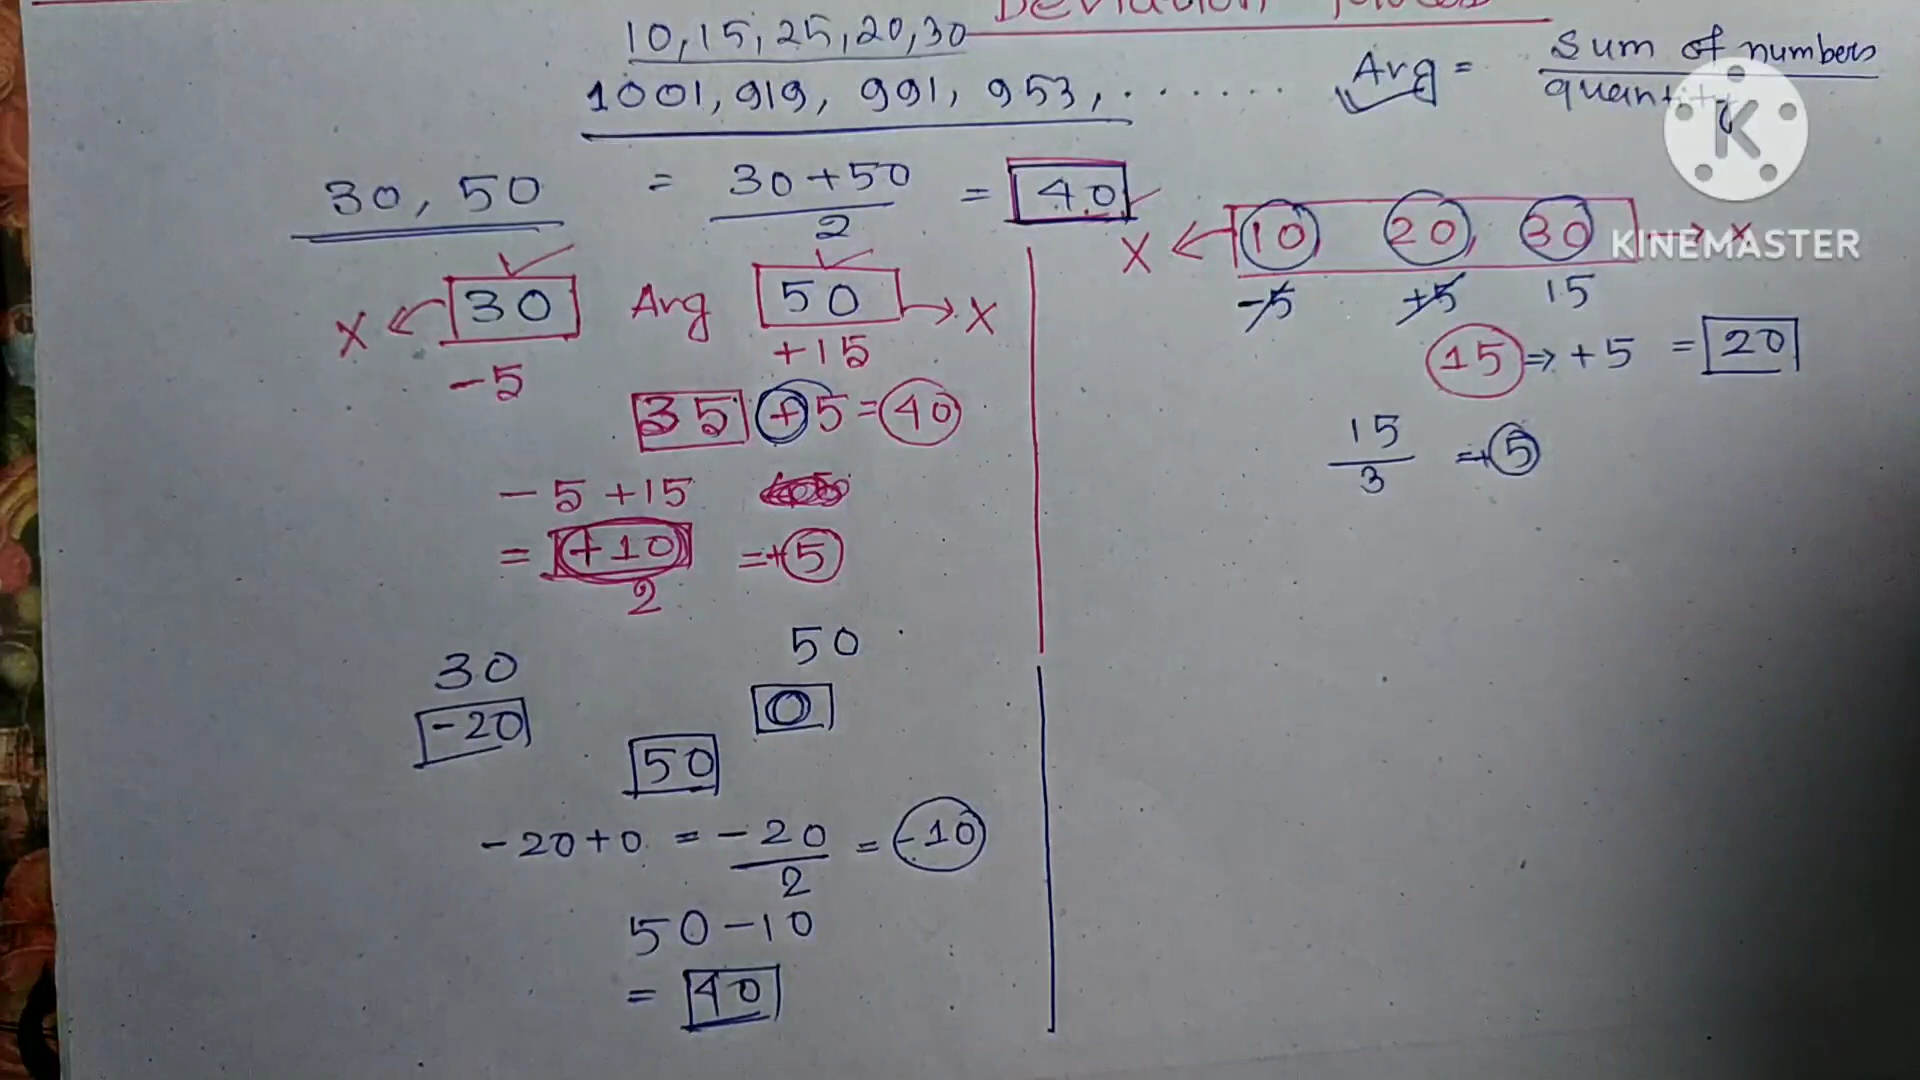 Deviation
10, 15, 25, 20, 30
1001, 919, 991, 953, .......
Avg = sum of numbers
quantity
30, 50 = 30+50 = 40
2
30 Avg 50
X X
-5 +15
35 + 5 = 40
-5 +15
= +10 = +5
2
30 50
-20 0
50
-20+0 = -20 = -10
2
50-10
= 40
X 10 20, 30 X
-5 +5 15
15 ⇒ +5 = 20
15 = +5
3
K
KINEMASTER